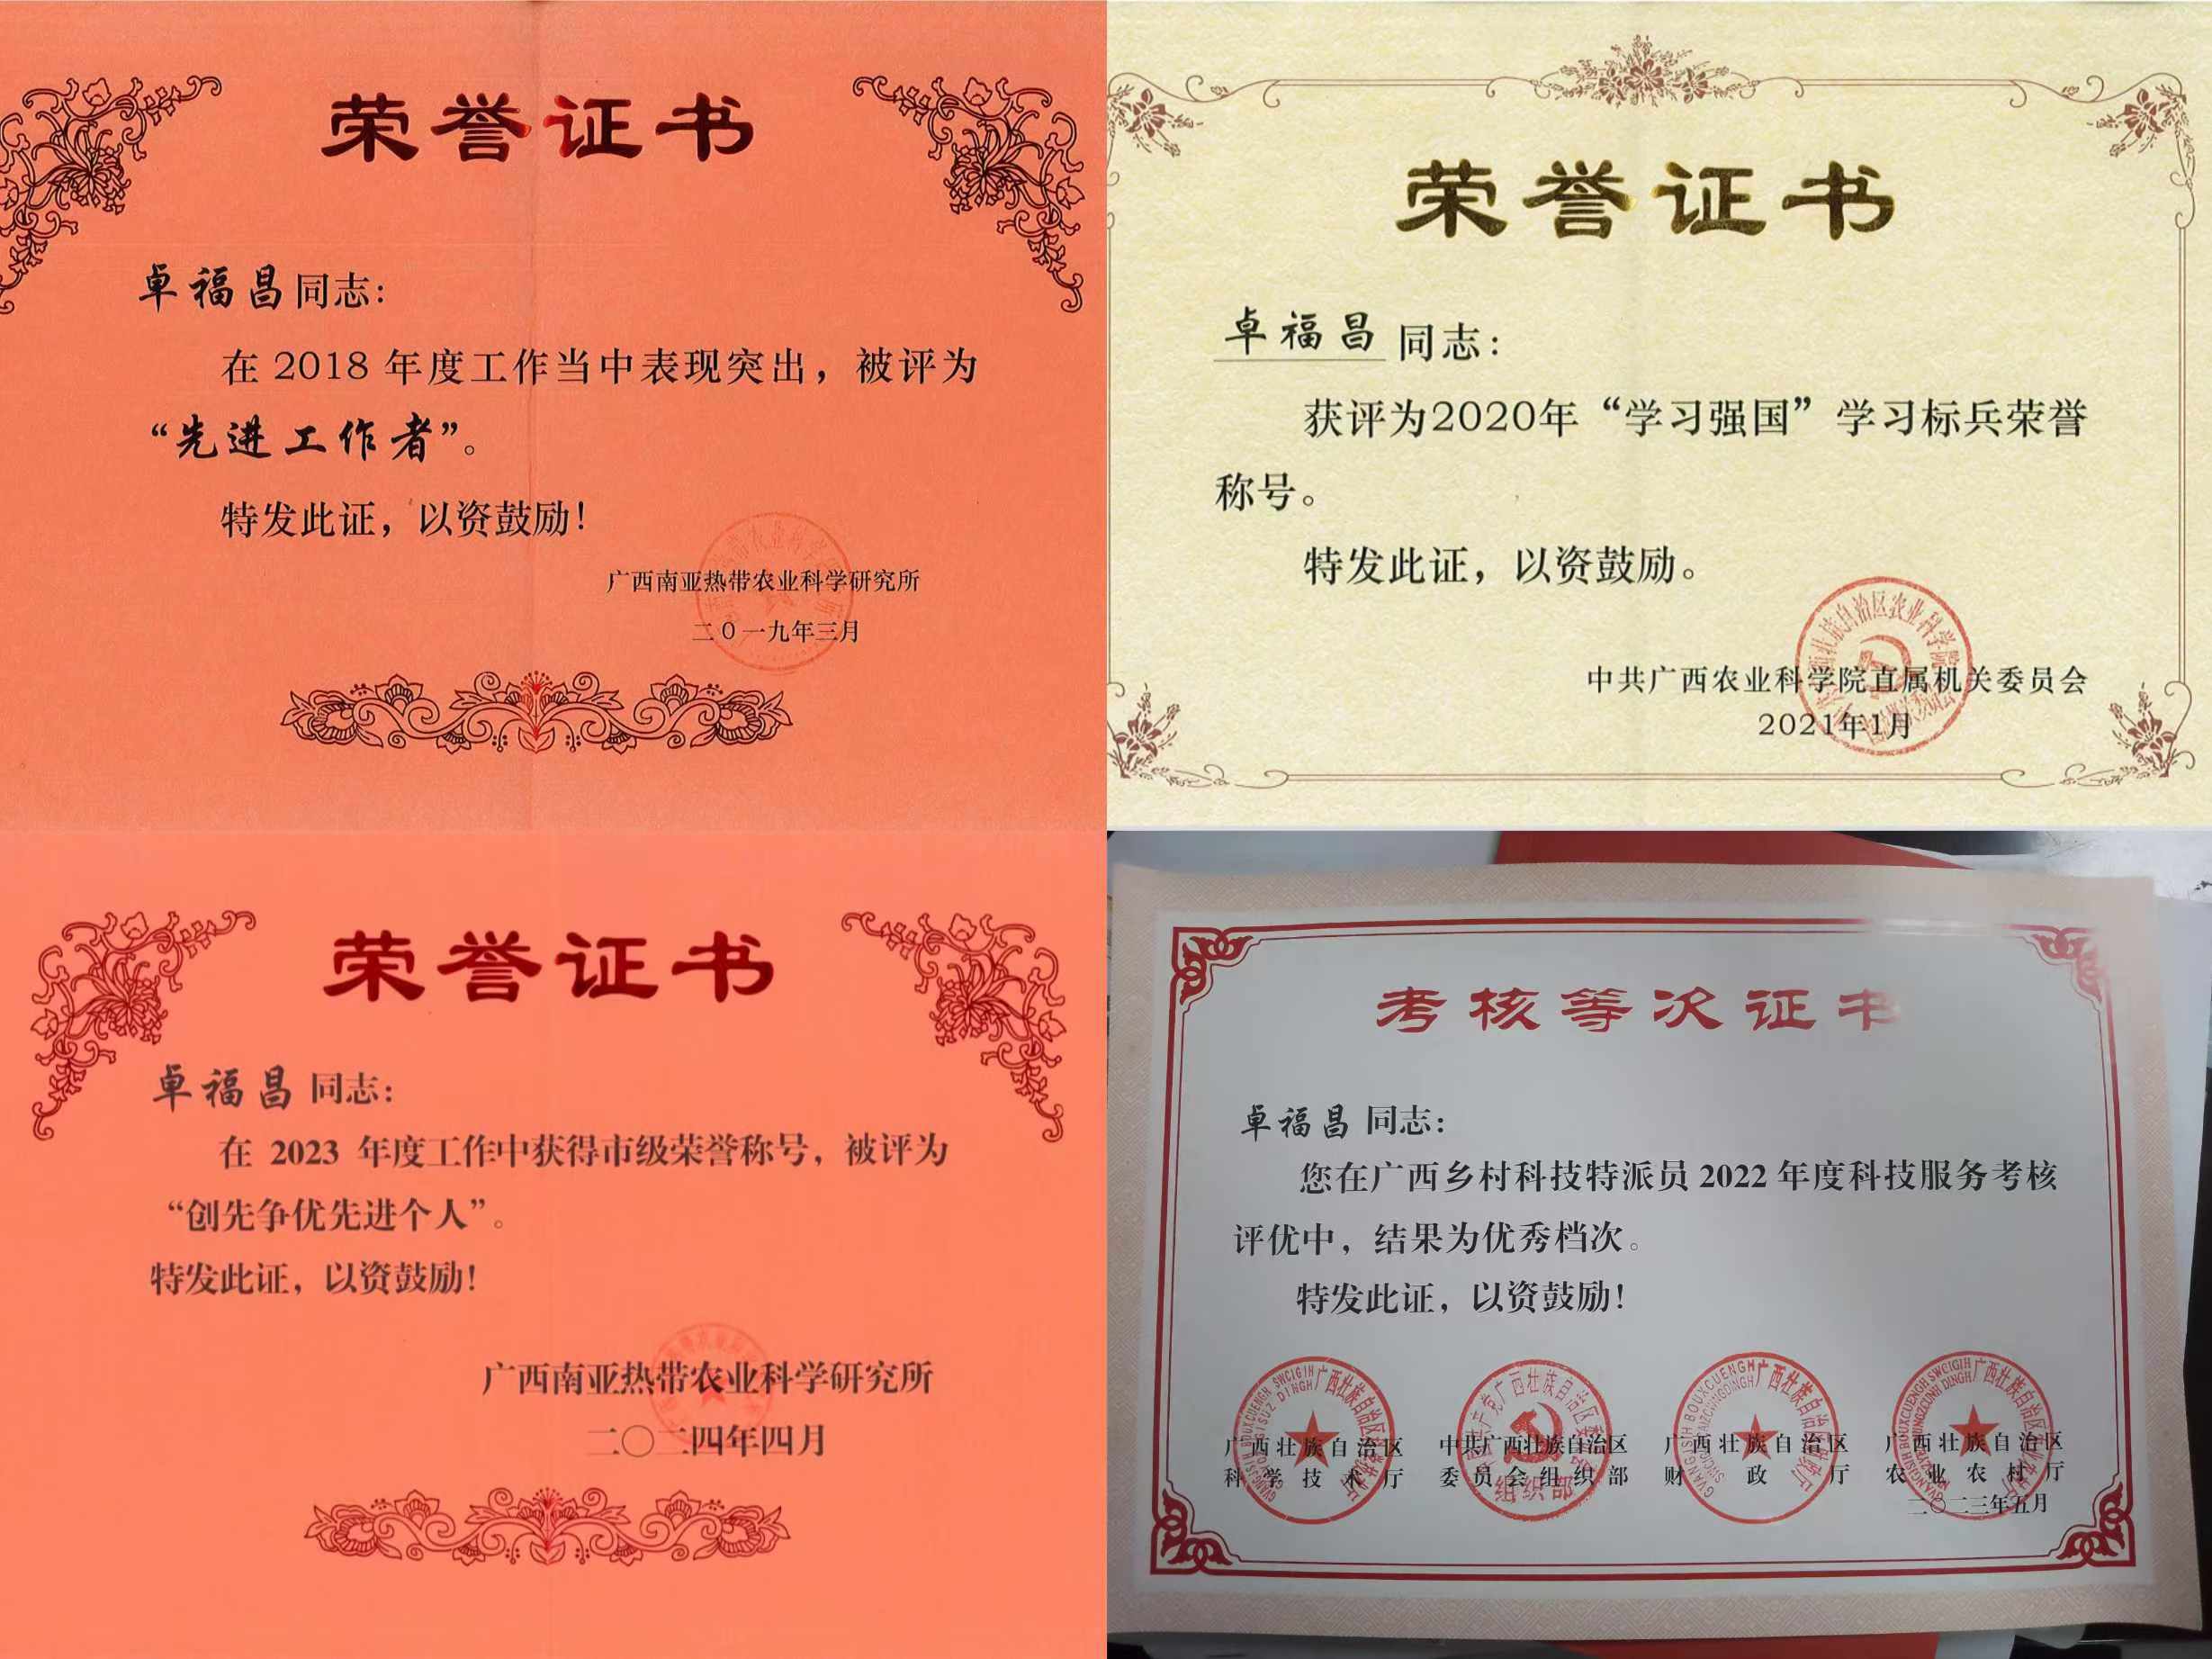 荣誉证书
卓福昌同志：
在 2018 年度工作当中表现突出，被评为
“先进工作者”。
特发此证，以资鼓励！
广西南亚热带农业科学研究所
二0一九年三月
荣誉证书
卓福昌 同志：
获评为2020年“学习强国”学习标兵荣誉
称号。
特发此证，以资鼓励。
中共广西农业科学院直属机关委员会
2021年1月
荣誉证书
卓福昌 同志：
在 2023 年度工作中获得市级荣誉称号，被评为
“创先争优先进个人”。
特发此证，以资鼓励！
广西南亚热带农业科学研究所
二〇二四年四月
考核等次证书
卓福昌 同志：
您在广西乡村科技特派员 2022 年度科技服务考核
评优中，结果为优秀档次。
特发此证，以资鼓励！
广西壮族自治区 中共广西壮族自治区 广西壮族自治区 广西壮族自治区
科学技术厅 委员会组织部 财政厅 农业农村厅
二〇二三年五月